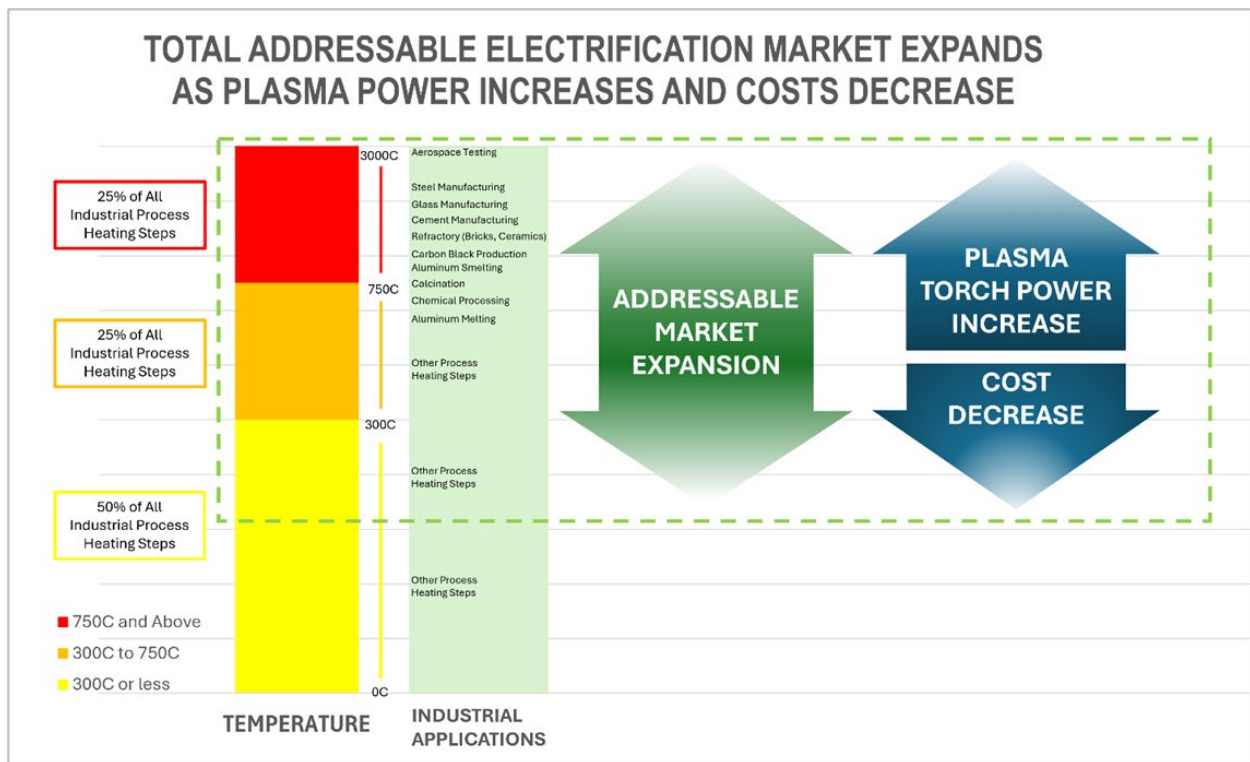 TOTAL ADDRESSABLE ELECTRIFICATION MARKET EXPANDS
AS PLASMA POWER INCREASES AND COSTS DECREASE
25% of All
Industrial Process
Heating Steps
25% of All
Industrial Process
Heating Steps
50% of All
Industrial Process
Heating Steps
750C and Above
300C to 750C
300C or less
3000C
750C
300C
0C
TEMPERATURE
Aerospace Testing
Steel Manufacturing
Glass Manufacturing
Cement Manufacturing
Refractory (Bricks, Ceramics)
Carbon Black Production
Aluminum Smelting
Calcination
Chemical Processing
Aluminum Melting
Other Process
Heating Steps
Other Process
Heating Steps
Other Process
Heating Steps
INDUSTRIAL
APPLICATIONS
ADDRESSABLE
MARKET
EXPANSION
PLASMA
TORCH POWER
INCREASE
COST
DECREASE